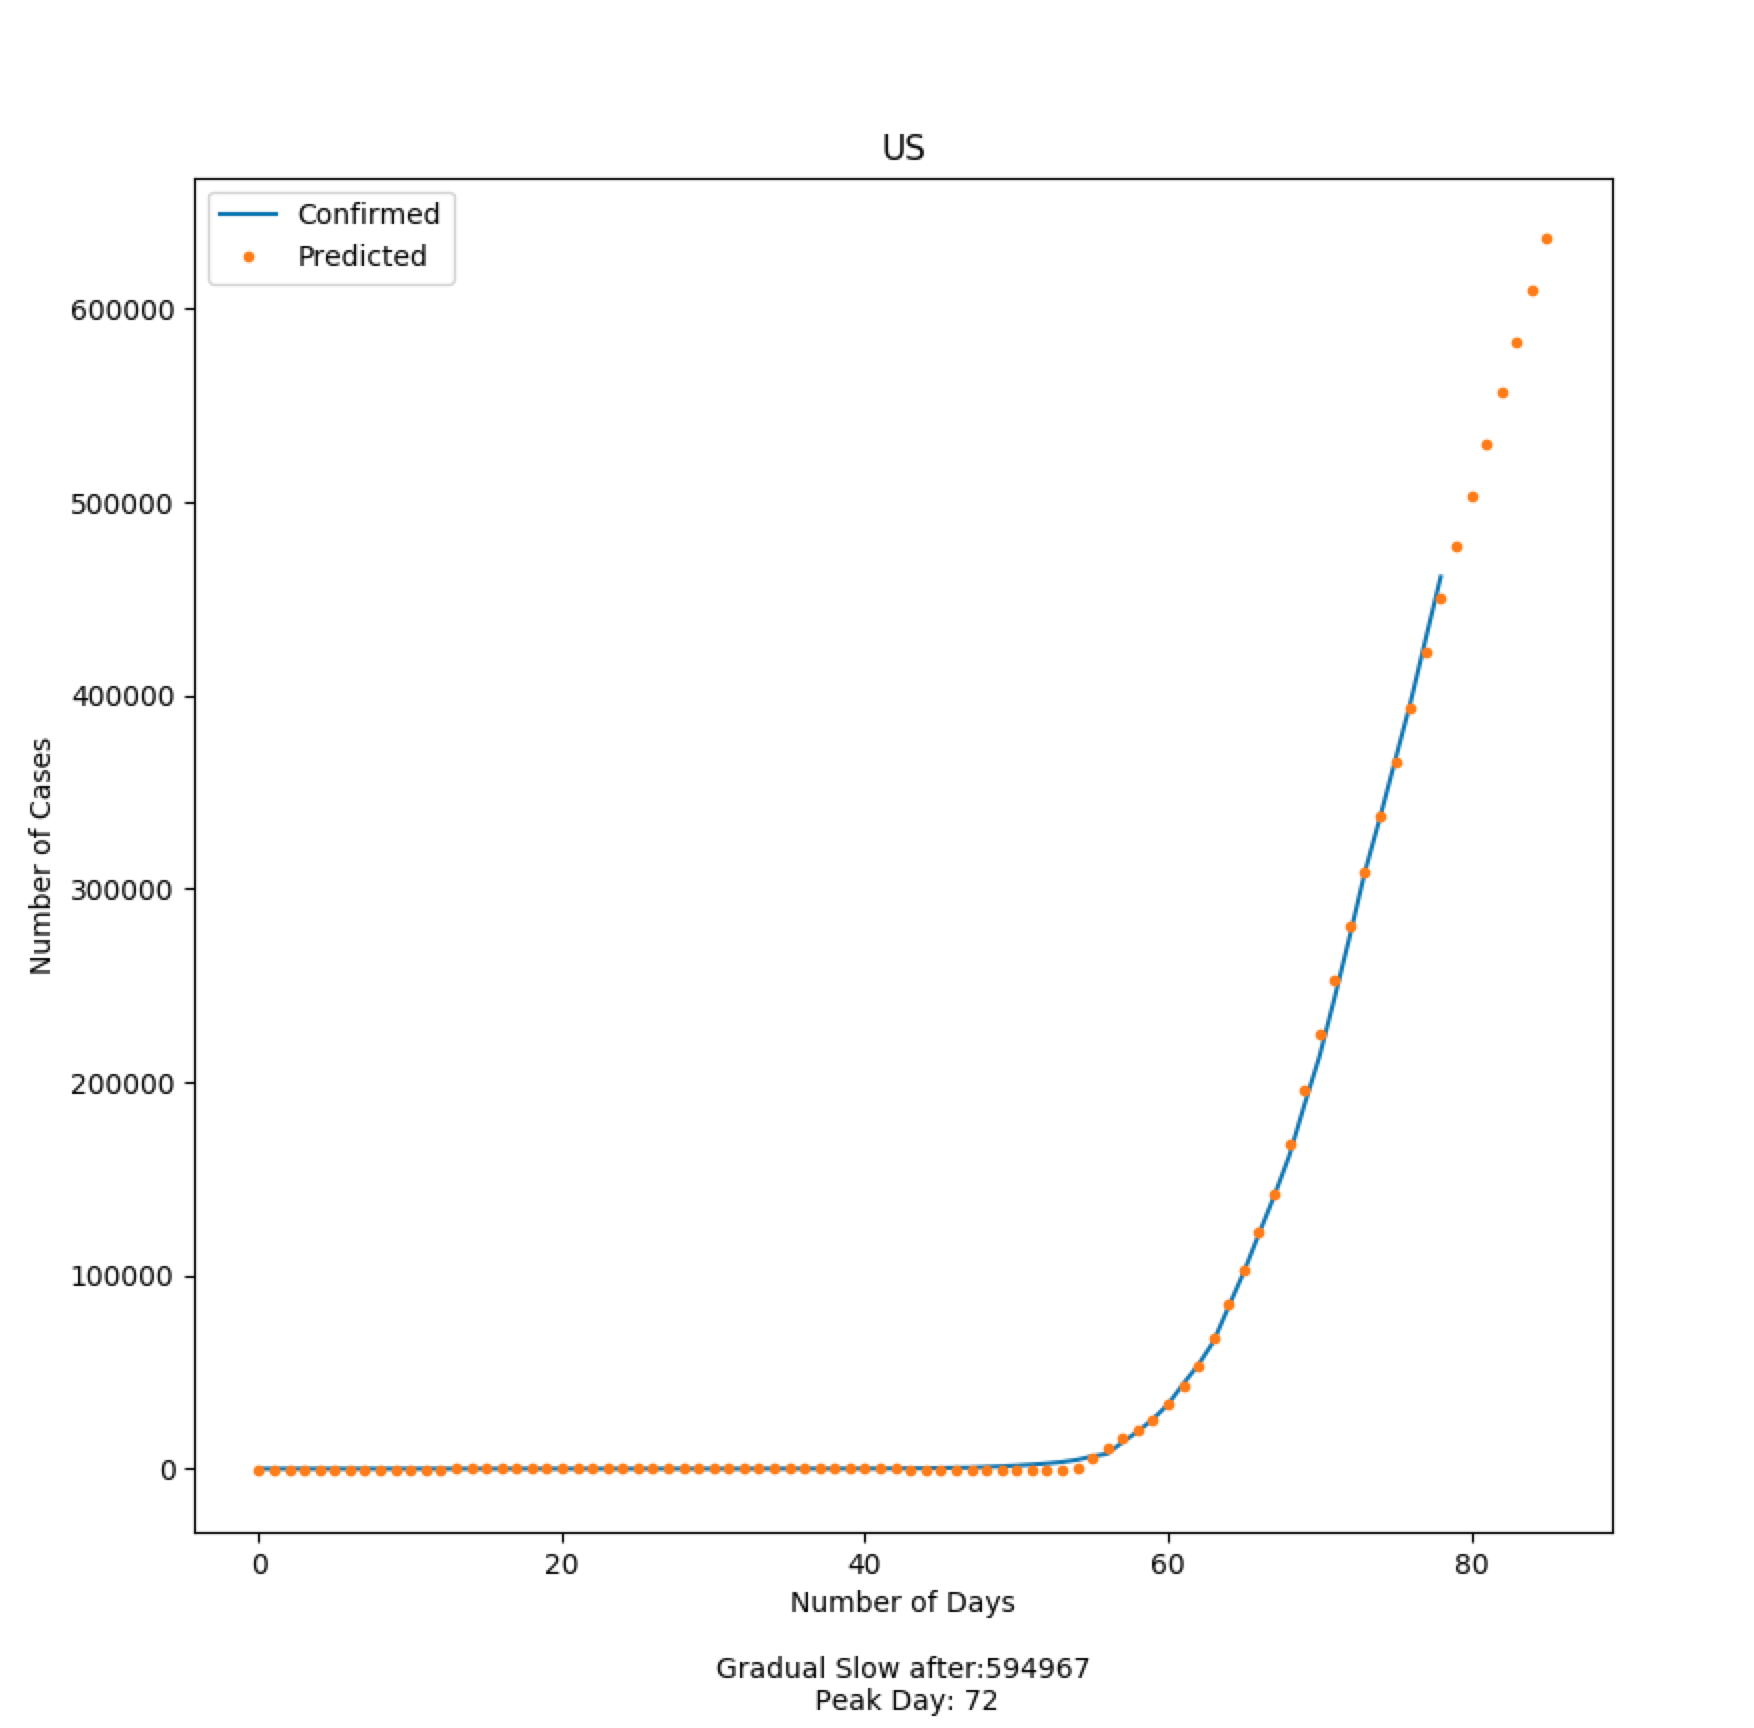 US
Confirmed
Predicted
600000
500000
400000
300000
200000
100000
0
Number of Cases
0 20 40 60 80
Number of Days
Gradual Slow after:594967
Peak Day: 72